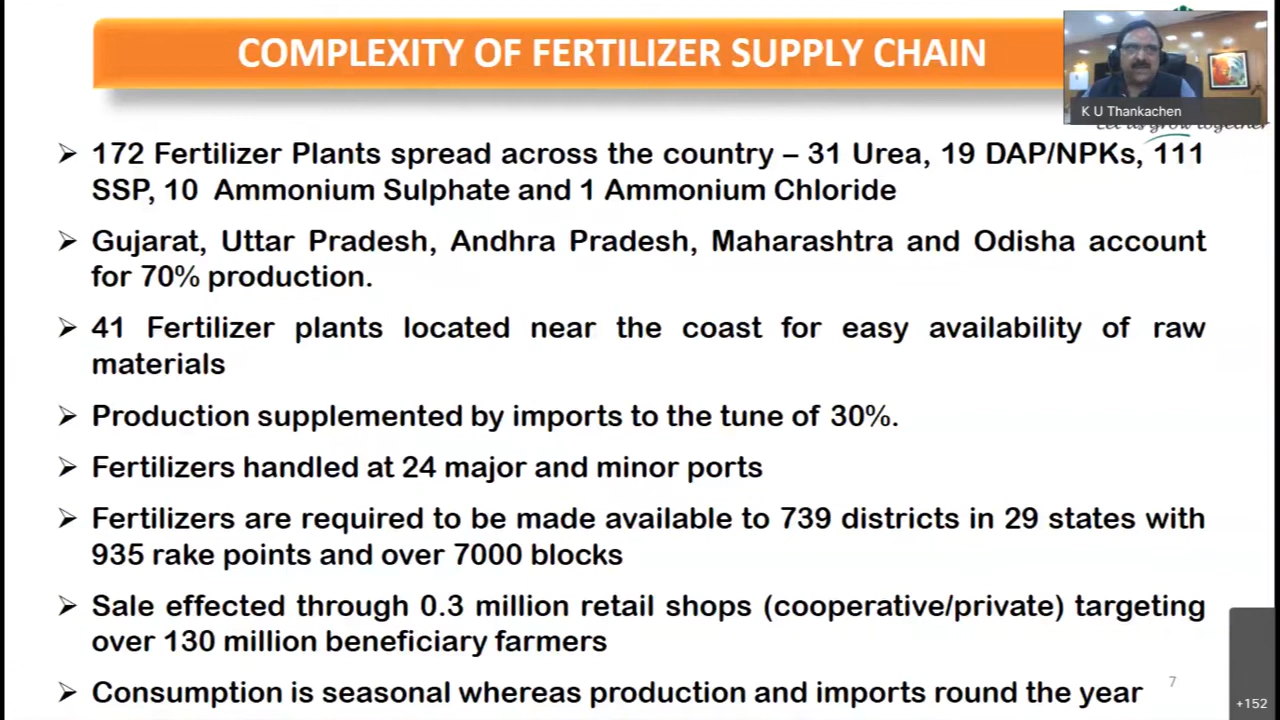 COMPLEXITY OF FERTILIZER SUPPLY CHAIN
K U Thankachen
Let us grow together
➢ 172 Fertilizer Plants spread across the country – 31 Urea, 19 DAP/NPKs, 111
SSP, 10 Ammonium Sulphate and 1 Ammonium Chloride
➢ Gujarat, Uttar Pradesh, Andhra Pradesh, Maharashtra and Odisha account
for 70% production.
➢ 41 Fertilizer plants located near the coast for easy availability of raw
materials
➢ Production supplemented by imports to the tune of 30%.
➢ Fertilizers handled at 24 major and minor ports
➢ Fertilizers are required to be made available to 739 districts in 29 states with
935 rake points and over 7000 blocks
➢ Sale effected through 0.3 million retail shops (cooperative/private) targeting
over 130 million beneficiary farmers
➢ Consumption is seasonal whereas production and imports round the year
7
+152